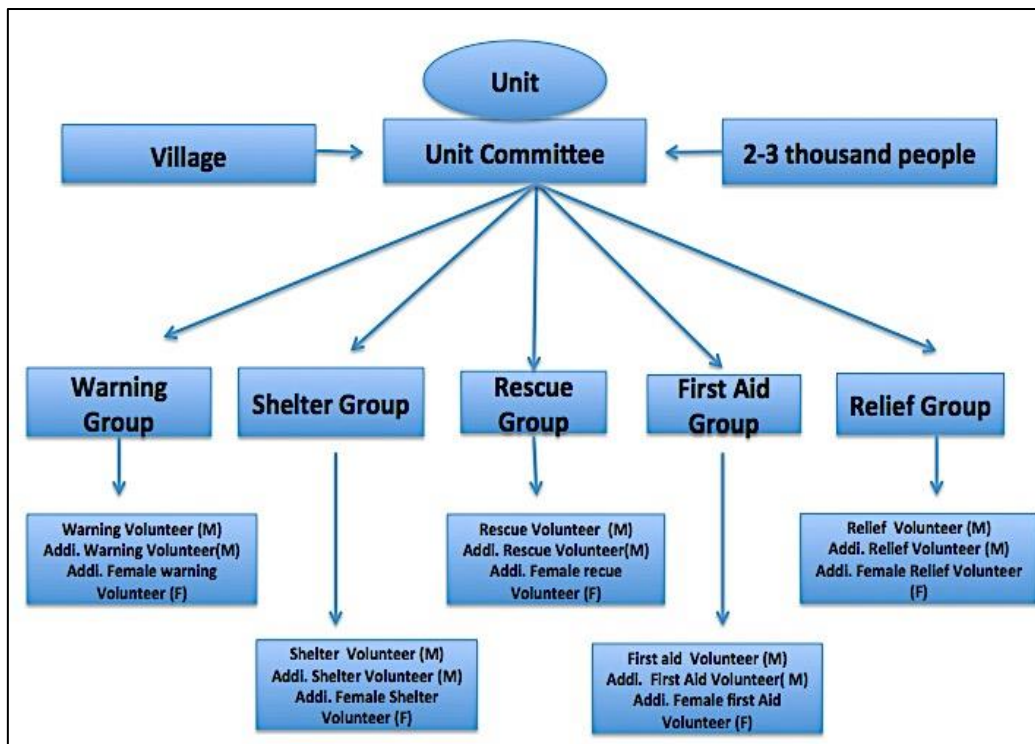 Unit
Village
Unit Committee
2-3 thousand people
Warning
Group
Shelter Group
Rescue
Group
First Aid
Group
Relief Group
Warning Volunteer (M)
Addi. Warning Volunteer(M)
Addi. Female warning
Volunteer (F)
Rescue Volunteer (M)
Addi. Rescue Volunteer(M)
Addi. Female recue
Volunteer (F)
Relief Volunteer (M)
Addi. Relief Volunteer (M)
Addi. Female Relief Volunteer
(F)
Shelter Volunteer (M)
Addi. Shelter Volunteer (M)
Addi. Female Shelter
Volunteer (F)
First aid Volunteer (M)
Addi. First Aid Volunteer( M)
Addi. Female first Aid
Volunteer (F)